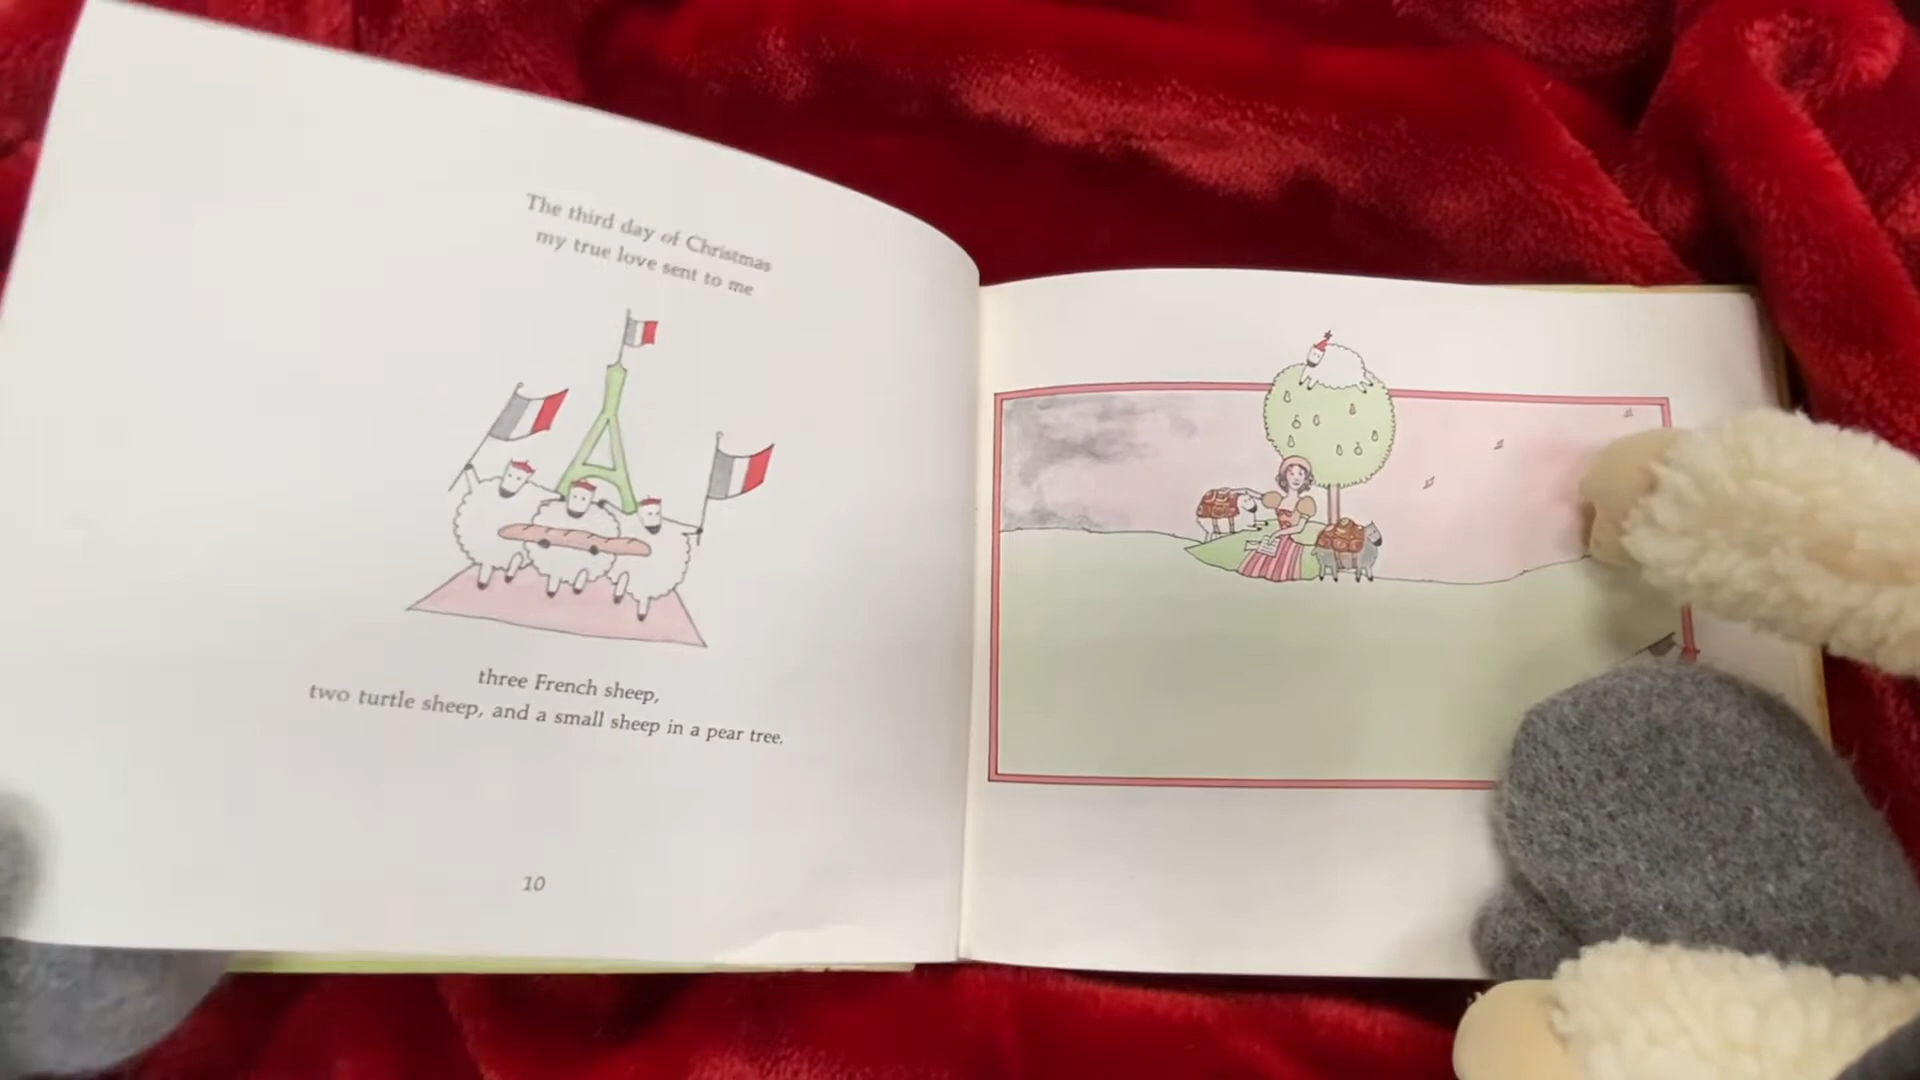 The third day of Christmas
my true love sent to me
three French sheep,
two turtle sheep, and a small sheep in a pear tree.
10